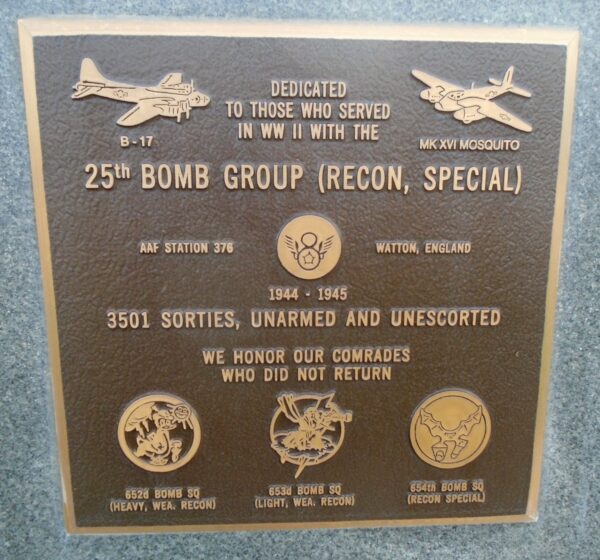 DEDICATED
TO THOSE WHO SERVED
IN WW II WITH THE
B-17
MK XVI MOSQUITO
25th BOMB GROUP (RECON, SPECIAL)
AAF STATION 376
WATTON, ENGLAND
8
1944 - 1945
3501 SORTIES, UNARMED AND UNESCORTED
WE HONOR OUR COMRADES
WHO DID NOT RETURN
652d BOMB SQ
(HEAVY, WEA. RECON)
653d BOMB SQ
(LIGHT, WEA. RECON)
654th BOMB SQ
(RECON SPECIAL)